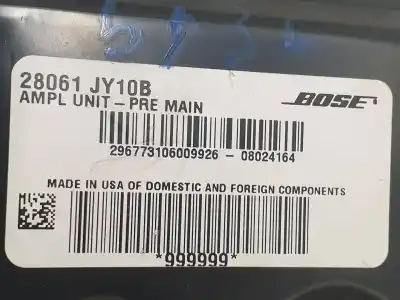 28061 JY10B
AMPL UNIT - PRE MAIN
BOSE
296773106009926 - 08024164
MADE IN USA OF DOMESTIC AND FOREIGN COMPONENTS
*999999*